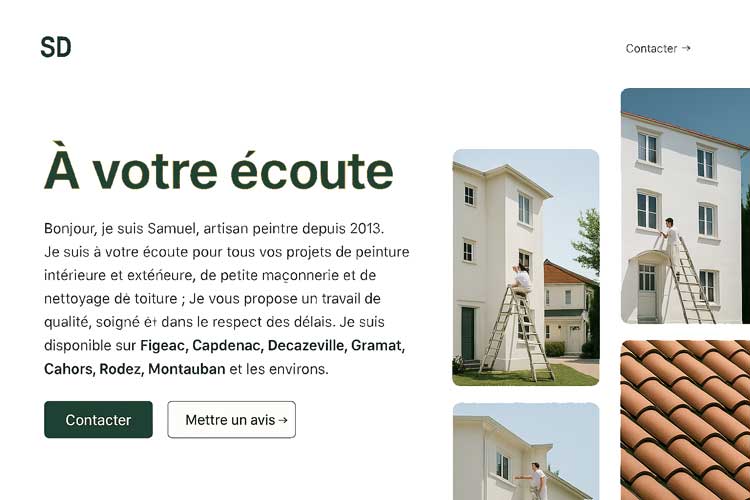 SD
Contacter →
À votre écoute
Bonjour, je suis Samuel, artisan peintre depuis 2013.
Je suis à votre écoute pour tous vos projets de peinture
intérieure et extérieure, de petite maçonnerie et de
nettoyage dè toiture ; Je vous propose un travail de
qualité, soigné et dans le respect des délais. Je suis
disponible sur Figeac, Capdenac, Decazeville, Gramat,
Cahors, Rodez, Montauban et les environs.
Contacter
Mettre un avis →